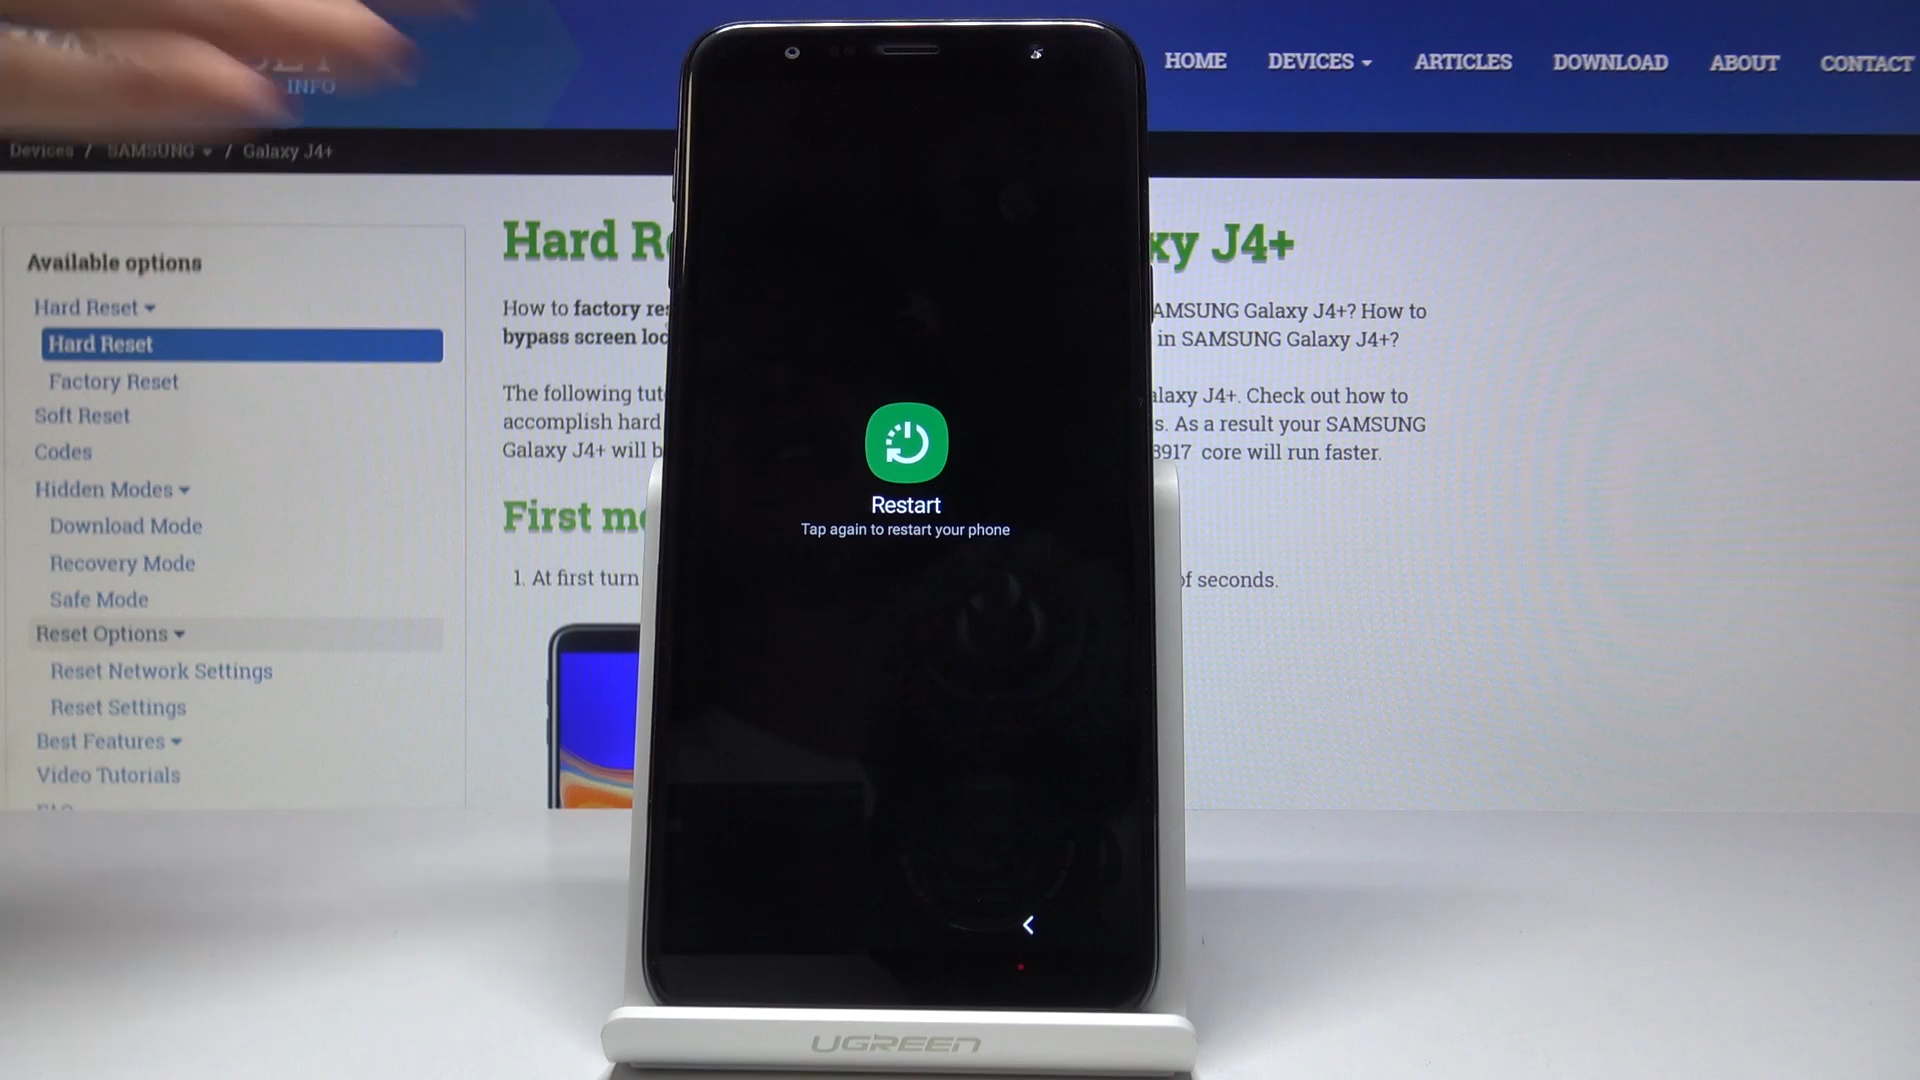 INFO
HOME DEVICES ARTICLES DOWNLOAD ABOUT CONTACT
Devices / SAMSUNG / Galaxy J4+
Available options
Hard Reset
Hard Reset
Factory Reset
Soft Reset
Codes
Hidden Modes
Download Mode
Recovery Mode
Safe Mode
Reset Options
Reset Network Settings
Reset Settings
Best Features
Video Tutorials
Hard Re
xy J4+
How to factory res
AMSUNG Galaxy J4+? How to
bypass screen loc
in SAMSUNG Galaxy J4+?
The following tut
alaxy J4+. Check out how to
accomplish hard
s. As a result your SAMSUNG
Galaxy J4+ will b
8917 core will run faster.
First me
1. At first turn
of seconds.
Restart
Tap again to restart your phone
UGREEN